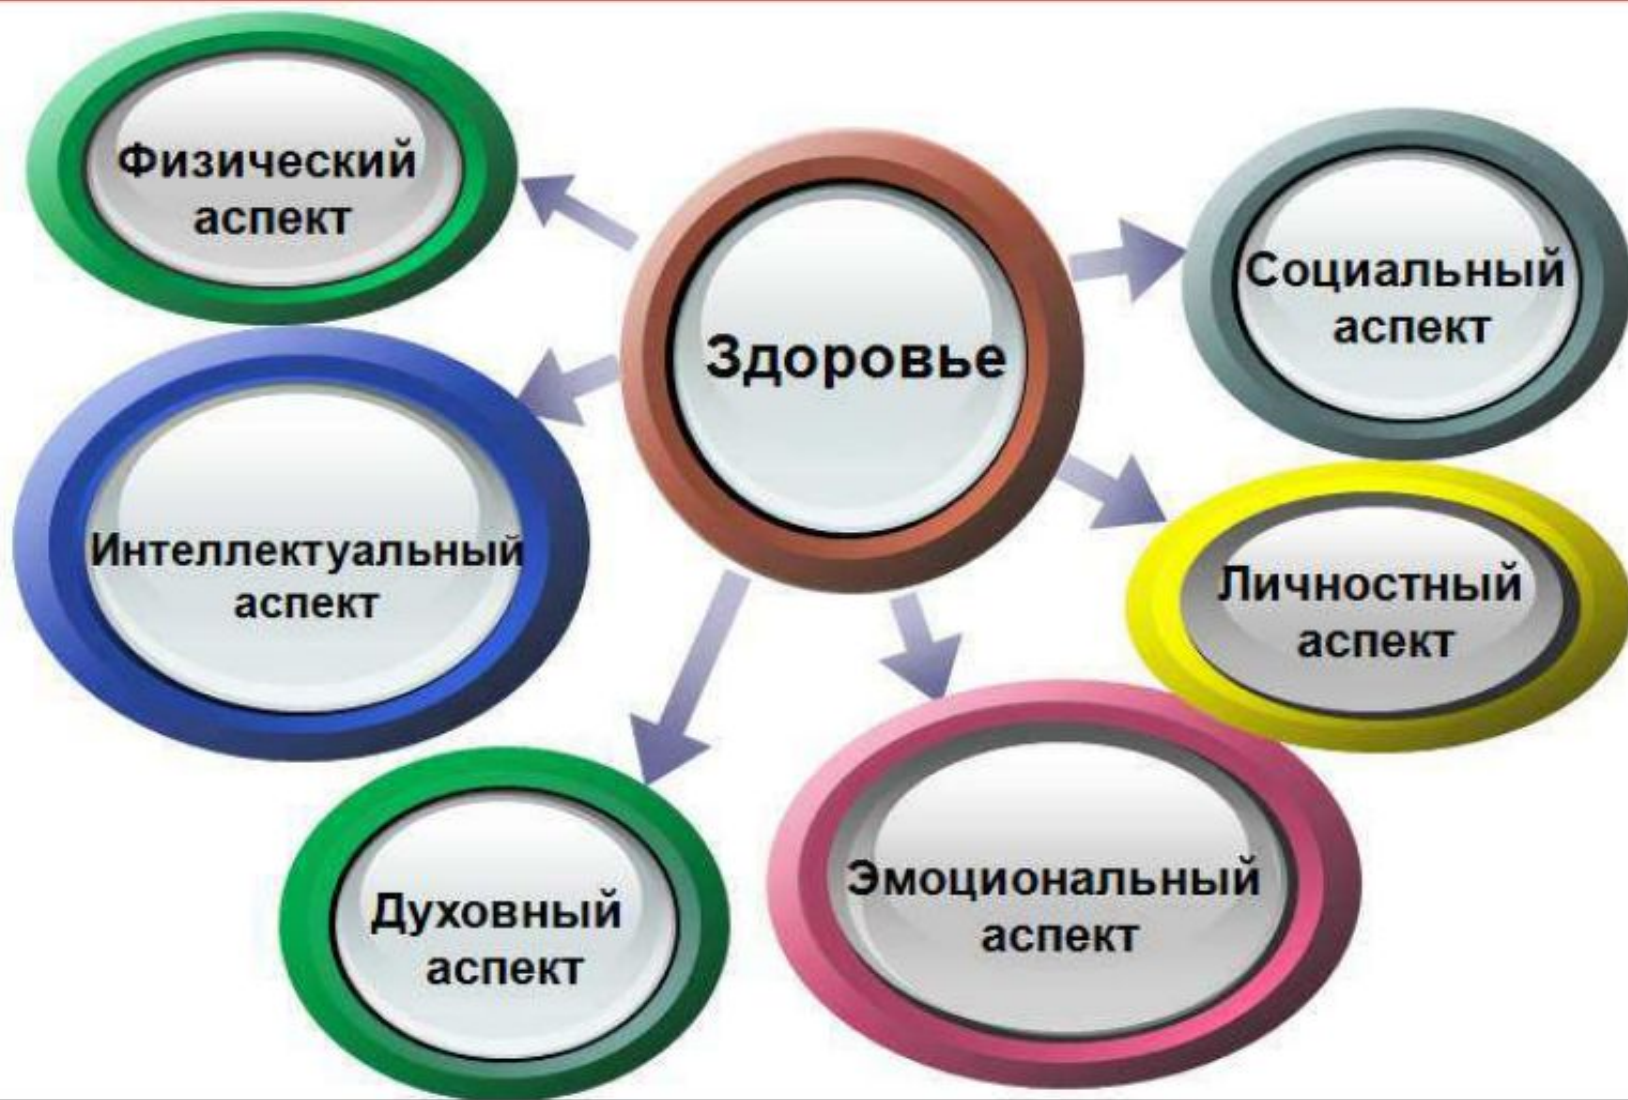 Физический
аспект
Здоровье
Социальный
аспект
Интеллектуальный
аспект
Личностный
аспект
Духовный
аспект
Эмоциональный
аспект